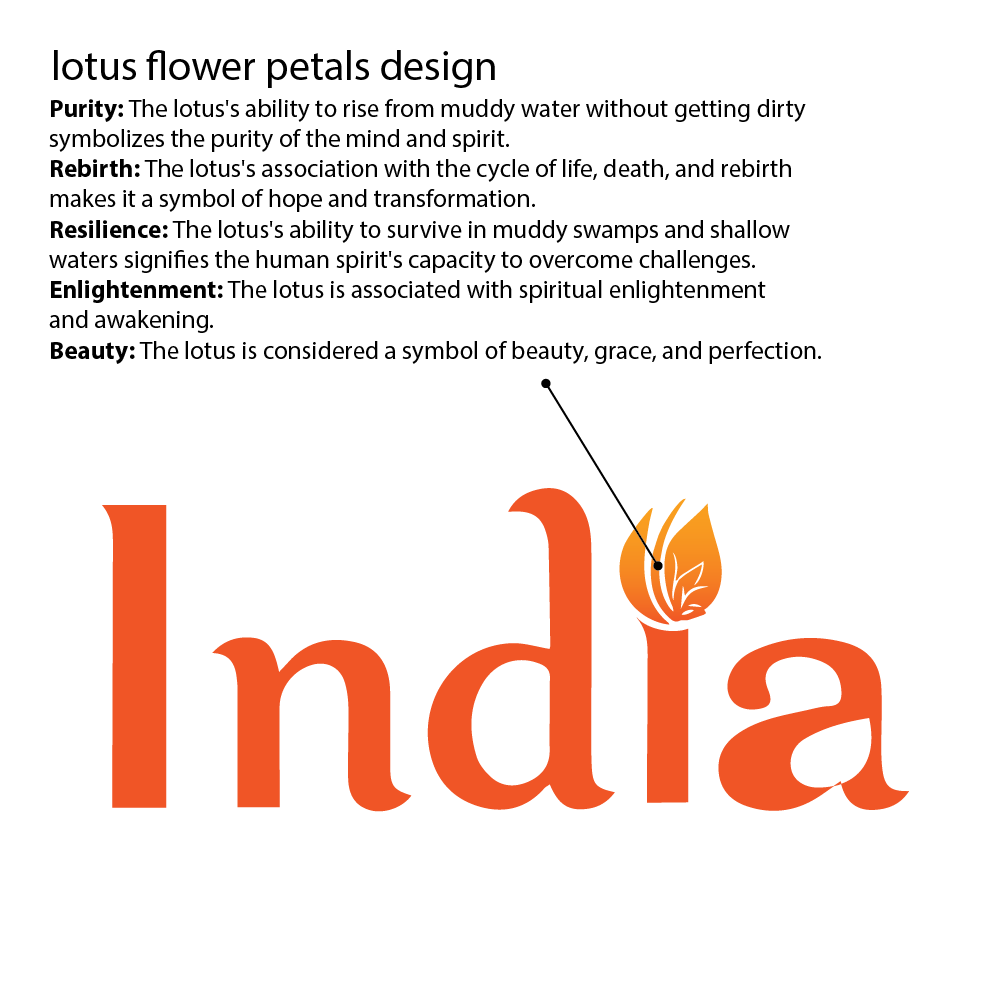 lotus flower petals design
Purity: The lotus's ability to rise from muddy water without getting dirty
symbolizes the purity of the mind and spirit.
Rebirth: The lotus's association with the cycle of life, death, and rebirth
makes it a symbol of hope and transformation.
Resilience: The lotus's ability to survive in muddy swamps and shallow
waters signifies the human spirit's capacity to overcome challenges.
Enlightenment: The lotus is associated with spiritual enlightenment
and awakening.
Beauty: The lotus is considered a symbol of beauty, grace, and perfection.
India